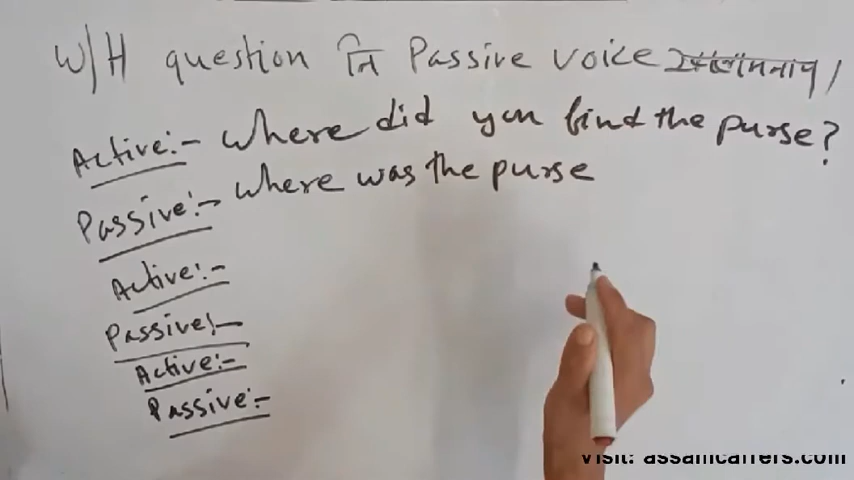 W/H question কি Passive voice
Active:- Where did you find the purse?
Passive:- Where was the purse
Active:-
Passive:-
Active:-
Passive:-
Visit: assamcarrers.com